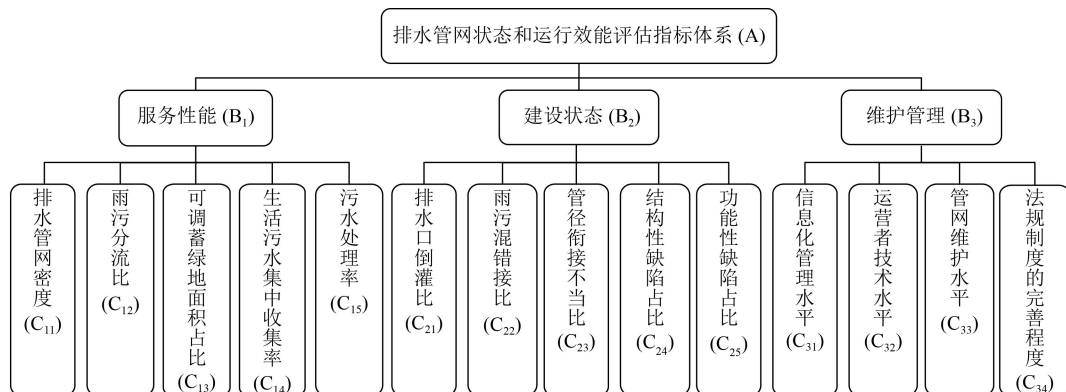 排水管网状态和运行效能评估指标体系 (A)
服务性能 (B₁)
建设状态 (B₂)
维护管理 (B₃)
排水管网密度 (C₁₁)
雨污分流比 (C₁₂)
可调蓄绿地面积占比 (C₁₃)
生活污水集中收集率 (C₁₄)
污水处理率 (C₁₅)
排水口倒灌比 (C₂₁)
雨污混错接比 (C₂₂)
管径衔接不当比 (C₂₃)
结构性缺陷占比 (C₂₄)
功能性缺陷占比 (C₂₅)
信息化管理水平 (C₃₁)
运营者技术水平 (C₃₂)
管网维护水平 (C₃₃)
法规制度的完善程度 (C₃₄)